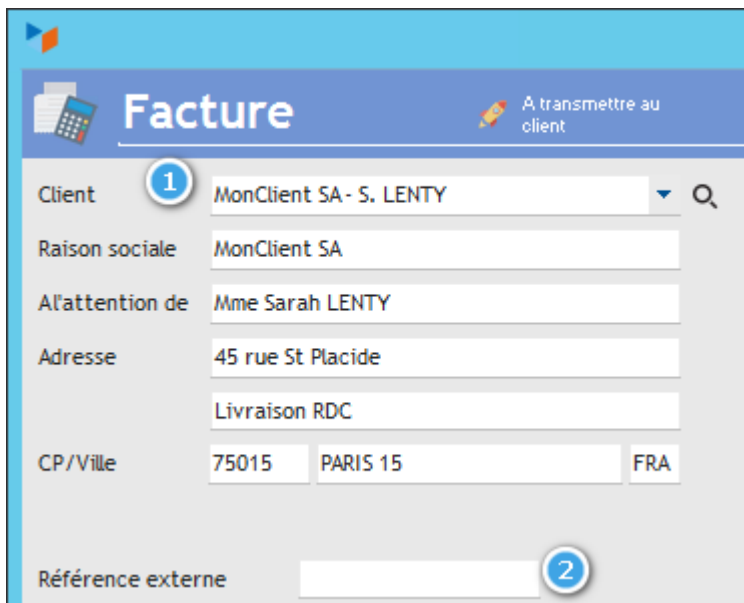 Facture
A transmettre au
client
Client 1 MonClient SA - S. LENTY
Raison sociale MonClient SA
Al'attention de Mme Sarah LENTY
Adresse 45 rue St Placide
Livraison RDC
CP/Ville 75015 PARIS 15 FRA
Référence externe 2